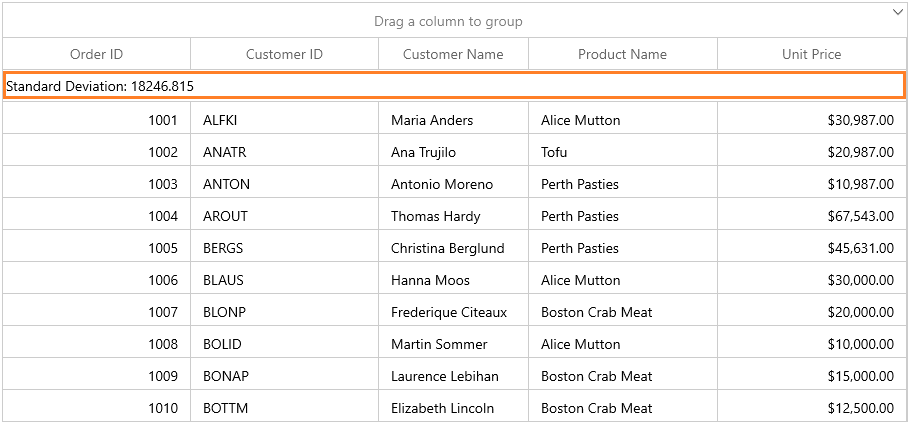 Drag a column to group
Order ID Customer ID Customer Name Product Name Unit Price
Standard Deviation: 18246.815
1001 ALFKI Maria Anders Alice Mutton $30,987.00
1002 ANATR Ana Trujilo Tofu $20,987.00
1003 ANTON Antonio Moreno Perth Pasties $10,987.00
1004 AROUT Thomas Hardy Perth Pasties $67,543.00
1005 BERGS Christina Berglund Perth Pasties $45,631.00
1006 BLAUS Hanna Moos Alice Mutton $30,000.00
1007 BLONP Frederique Citeaux Boston Crab Meat $20,000.00
1008 BOLID Martin Sommer Alice Mutton $10,000.00
1009 BONAP Laurence Lebihan Boston Crab Meat $15,000.00
1010 BOTTM Elizabeth Lincoln Boston Crab Meat $12,500.00